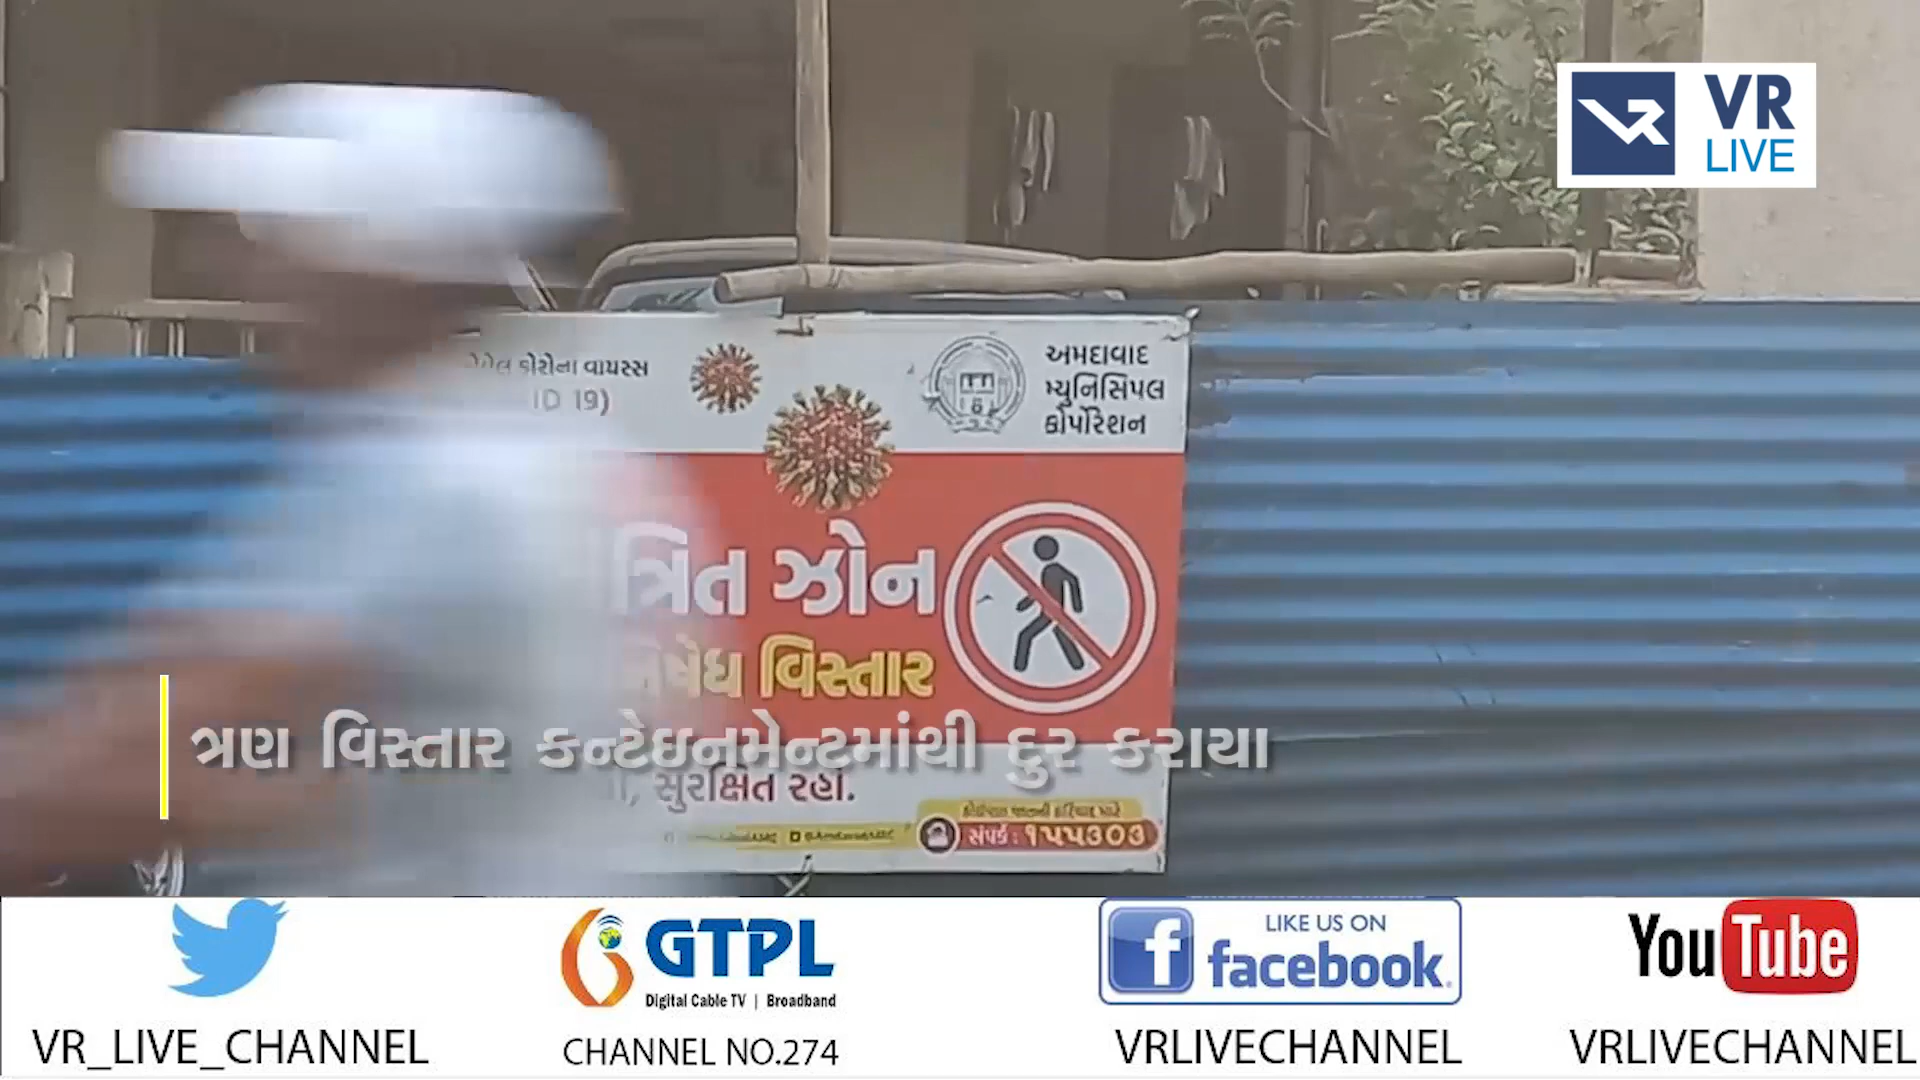 VR
LIVE
કોરોના વાયરસ
19)
અમદાવાદ
મ્યુનિસિપલ
કોર્પોરેશન
ઝોન
વિસ્તાર
ત્રણ વિસ્તાર કન્ટેઇનમેન્ટમાંથી દુર કરાયા
સુરક્ષિત રહો.
સંપર્ક : ૧૫૫૩૦૩
GTPL
Digital Cable TV | Broadband
LIKE US ON
facebook
YouTube
VR_LIVE_CHANNEL
CHANNEL NO.274
VRLIVECHANNEL
VRLIVECHANNEL